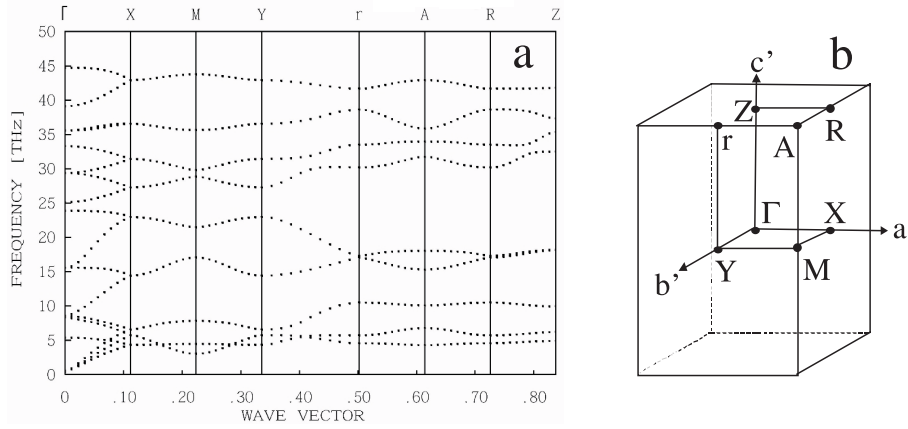 Γ X M Y r A R Z
50
45
40
35
30
25
20
15
10
5
0
FREQUENCY [THz]
0 .10 .20 .30 .40 .50 .60 .70 .80
WAVE VECTOR
a
b
c'
Z
R
r
A
Γ
X
a
b'
Y
M